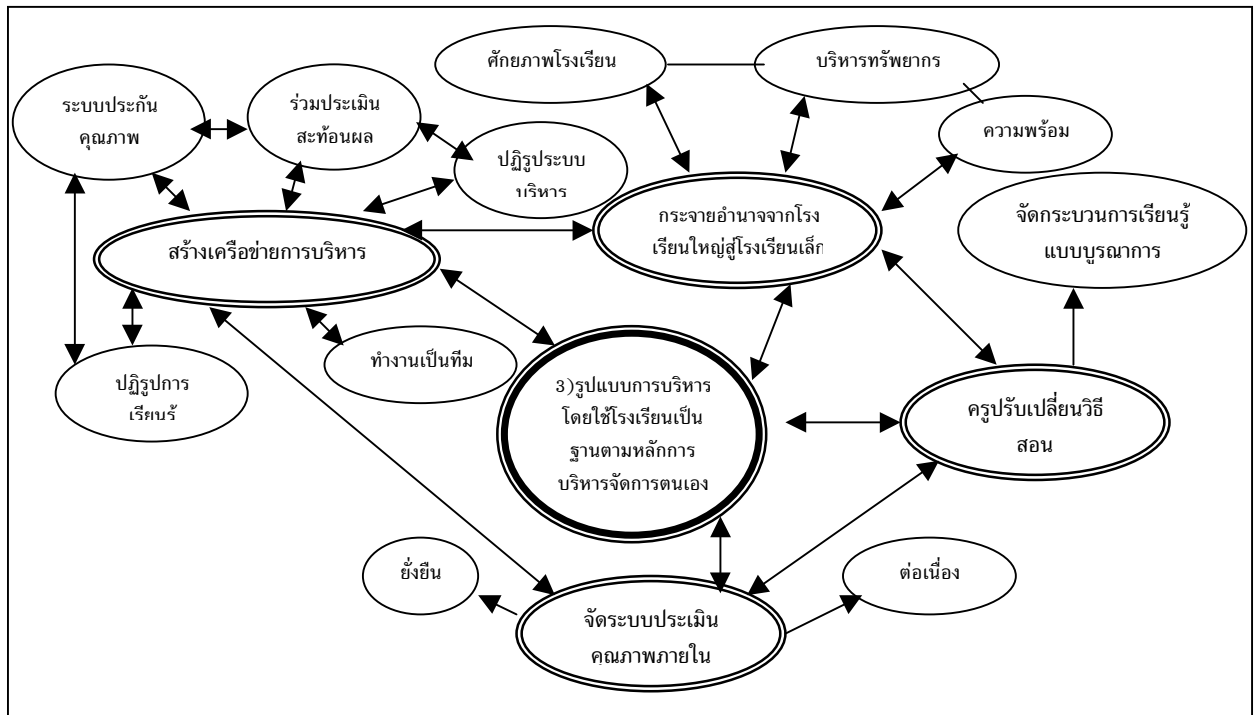 ศักยภาพโรงเรียน
บริหารทรัพยากร
ระบบประกัน
คุณภาพ
ร่วมประเมิน
สะท้อนผล
ความพร้อม
ปฏิรูประบบ
บริหาร
กระจายอำนาจจากโรง
เรียนใหญ่สู่โรงเรียนเล็ก
จัดกระบวนการเรียนรู้
แบบบูรณาการ
สร้างเครือข่ายการบริหาร
ทำงานเป็นทีม
ปฏิรูปการ
เรียนรู้
3)รูปแบบการบริหาร
โดยใช้โรงเรียนเป็น
ฐานตามหลักการ
บริหารจัดการตนเอง
ครูปรับเปลี่ยนวิธี
สอน
ยั่งยืน
ต่อเนื่อง
จัดระบบประเมิน
คุณภาพภายใน